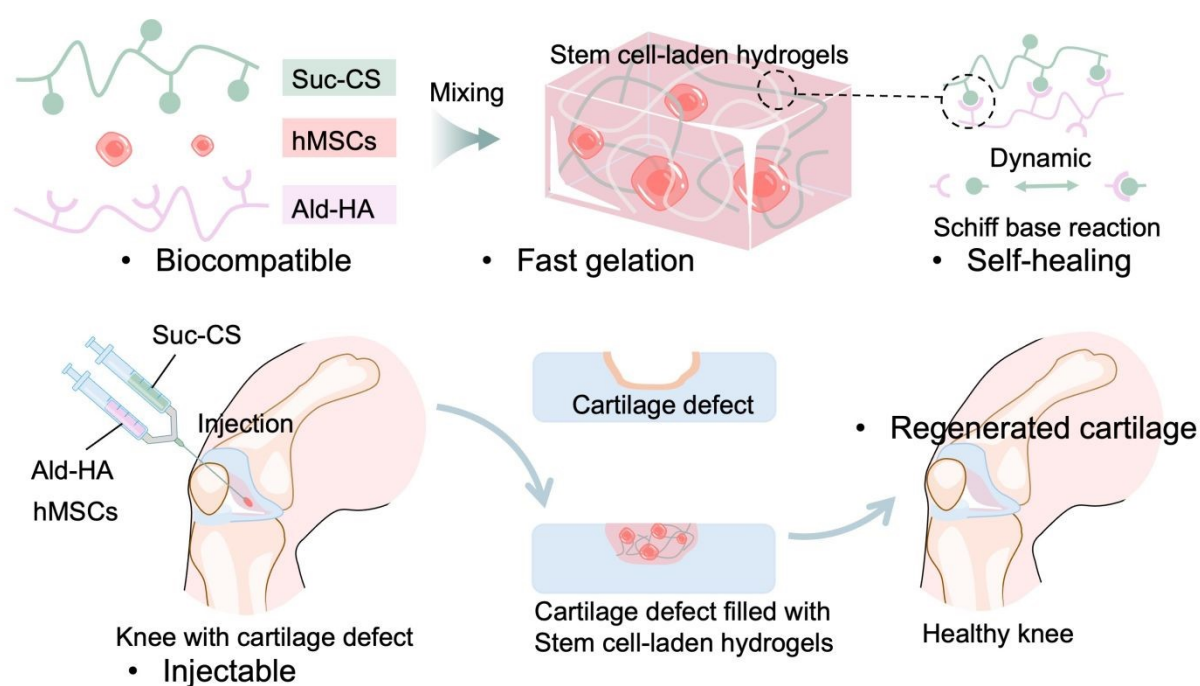 Suc-CS
hMSCs
Ald-HA
• Biocompatible
Mixing
Stem cell-laden hydrogels
• Fast gelation
Dynamic
Schiff base reaction
• Self-healing
Suc-CS
Injection
Ald-HA
hMSCs
Knee with cartilage defect
• Injectable
Cartilage defect
Cartilage defect filled with
Stem cell-laden hydrogels
• Regenerated cartilage
Healthy knee